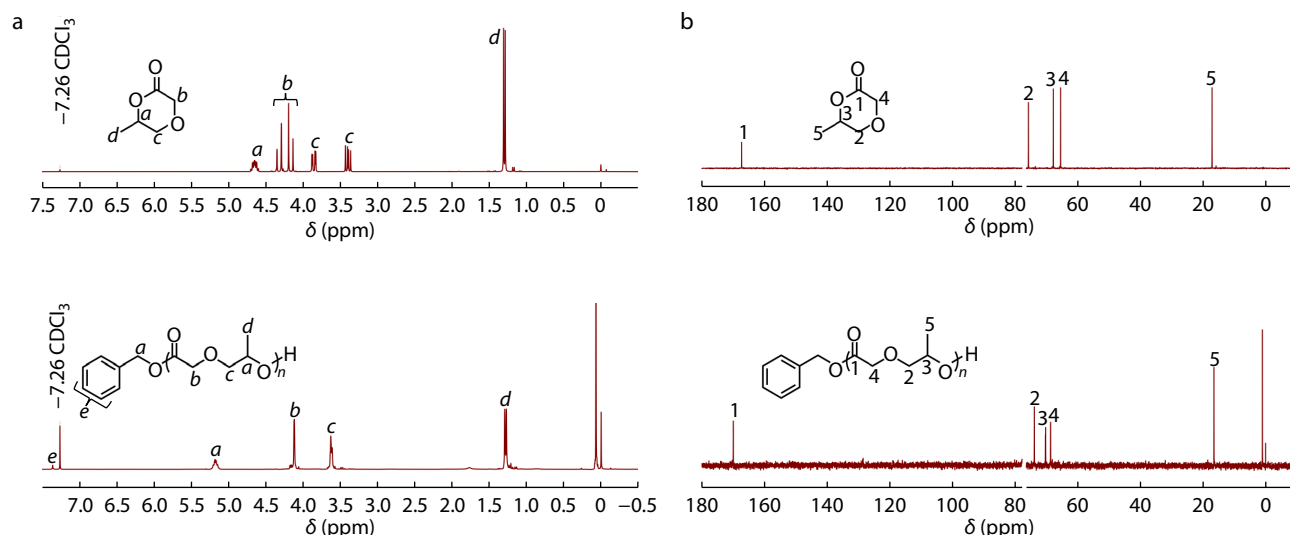 a
−7.26 CDCl3
O
O
O
a
b
c
d
a
b
c
c
d
7.5 7.0 6.5 6.0 5.5 5.0 4.5 4.0 3.5 3.0 2.5 2.0 1.5 1.0 0.5 0
δ (ppm)
b
O
O
O
1
2
3
4
5
1
2
3 4
5
180 160 140 120 100 80 60 40 20 0
δ (ppm)
−7.26 CDCl3
a
O
O
O
O
H
n
d
b
c
a
e
e
a
b
c
d
7.0 6.5 6.0 5.5 5.0 4.5 4.0 3.5 3.0 2.5 2.0 1.5 1.0 0.5 0 −0.5
δ (ppm)
O
O
O
O
H
n
5
1
4
2
3
1
2
3 4
5
180 160 140 120 100 80 60 40 20 0
δ (ppm)